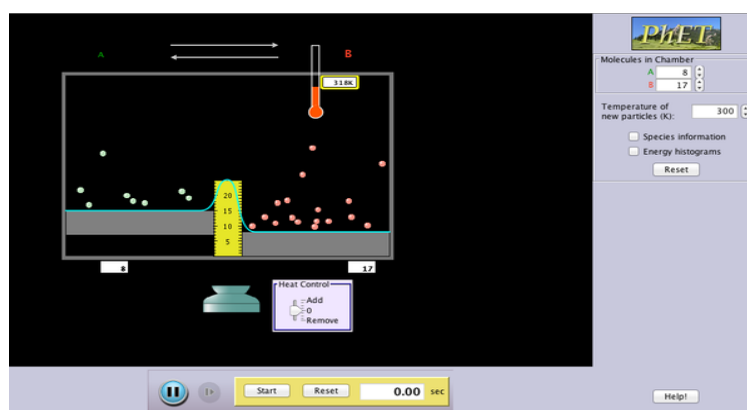 A
B
318K
20
15
10
5
8
17
Heat Control
Add
0
Remove
Start
Reset
0.00 sec
PhET
Molecules in Chamber
A 8
B 17
Temperature of
new particles (K): 300
Species information
Energy histograms
Reset
Help!